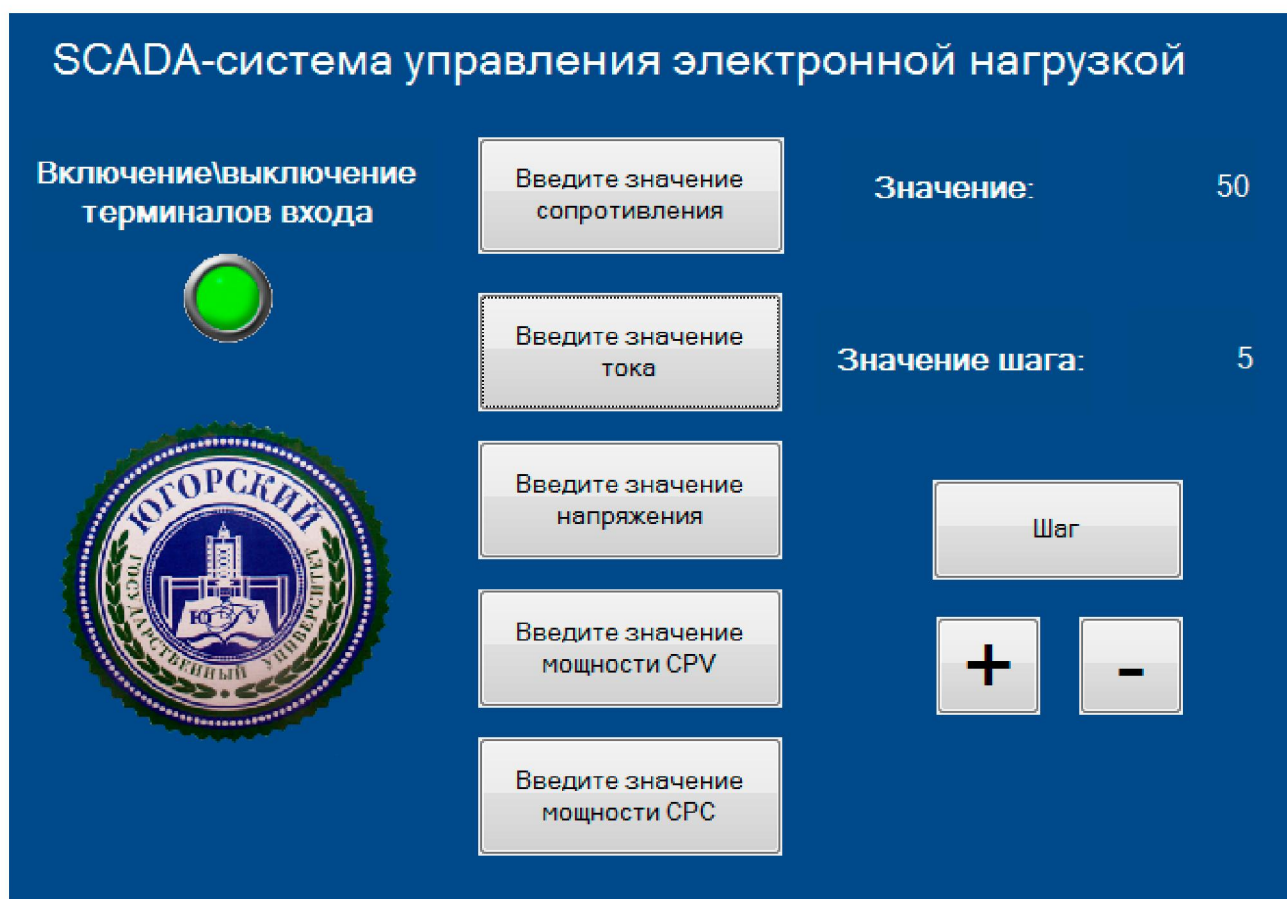 SCADA-система управления электронной нагрузкой
Включение\выключение
терминалов входа
Введите значение
сопротивления
Значение:
50
Введите значение
тока
Значение шага:
5
Введите значение
напряжения
Шаг
Введите значение
мощности CPV
+
-
Введите значение
мощности CPC
ЮГОРСКИЙ
ГОСУДАРСТВЕННЫЙ УНИВЕРСИТЕТ